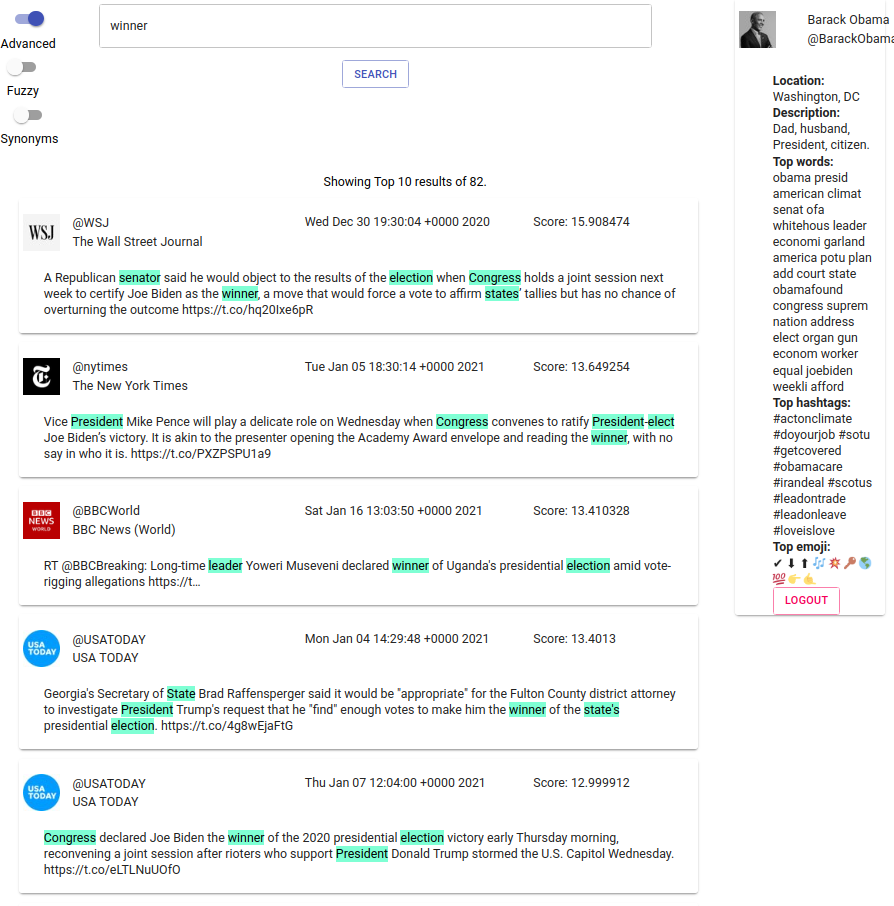 Advanced
Fuzzy
Synonyms
winner
SEARCH
Showing Top 10 results of 82.
WSJ
@WSJ
The Wall Street Journal
Wed Dec 30 19:30:04 +0000 2020
Score: 15.908474
A Republican senator said he would object to the results of the election when Congress holds a joint session next
week to certify Joe Biden as the winner, a move that would force a vote to affirm states’ tallies but has no chance of
overturning the outcome https://t.co/hq20Ixe6pR
@nytimes
The New York Times
Tue Jan 05 18:30:14 +0000 2021
Score: 13.649254
Vice President Mike Pence will play a delicate role on Wednesday when Congress convenes to ratify President-elect
Joe Biden’s victory. It is akin to the presenter opening the Academy Award envelope and reading the winner, with no
say in who it is. https://t.co/PXZPSPU1a9
BBC
NEWS
WORLD
@BBCWorld
BBC News (World)
Sat Jan 16 13:03:50 +0000 2021
Score: 13.410328
RT @BBCBreaking: Long-time leader Yoweri Museveni declared winner of Uganda's presidential election amid vote-
rigging allegations https://t…
USA
TODAY
@USATODAY
USA TODAY
Mon Jan 04 14:29:48 +0000 2021
Score: 13.4013
Georgia's Secretary of State Brad Raffensperger said it would be "appropriate" for the Fulton County district attorney
to investigate President Trump's request that he "find" enough votes to make him the winner of the state's
presidential election. https://t.co/4g8wEjaFtG
USA
TODAY
@USATODAY
USA TODAY
Thu Jan 07 12:04:00 +0000 2021
Score: 12.999912
Congress declared Joe Biden the winner of the 2020 presidential election victory early Thursday morning,
reconvening a joint session after rioters who support President Donald Trump stormed the U.S. Capitol Wednesday.
https://t.co/eLTLNuUOfO
Barack Obama
@BarackObama
Location:
Washington, DC
Description:
Dad, husband,
President, citizen.
Top words:
obama presid
american climat
senat ofa
whitehous leader
economi garland
america potu plan
add court state
obamafound
congress suprem
nation address
elect organ gun
econom worker
equal joebiden
weekli afford
Top hashtags:
#actonclimate
#doyourjob #sotu
#getcovered
#obamacare
#irandeal #scotus
#leadontrade
#leadonleave
#loveislove
Top emoji:
✔ ⬇ ⬆ 🎶 💥 🔑 🌎
💯 👉 🤙
LOGOUT